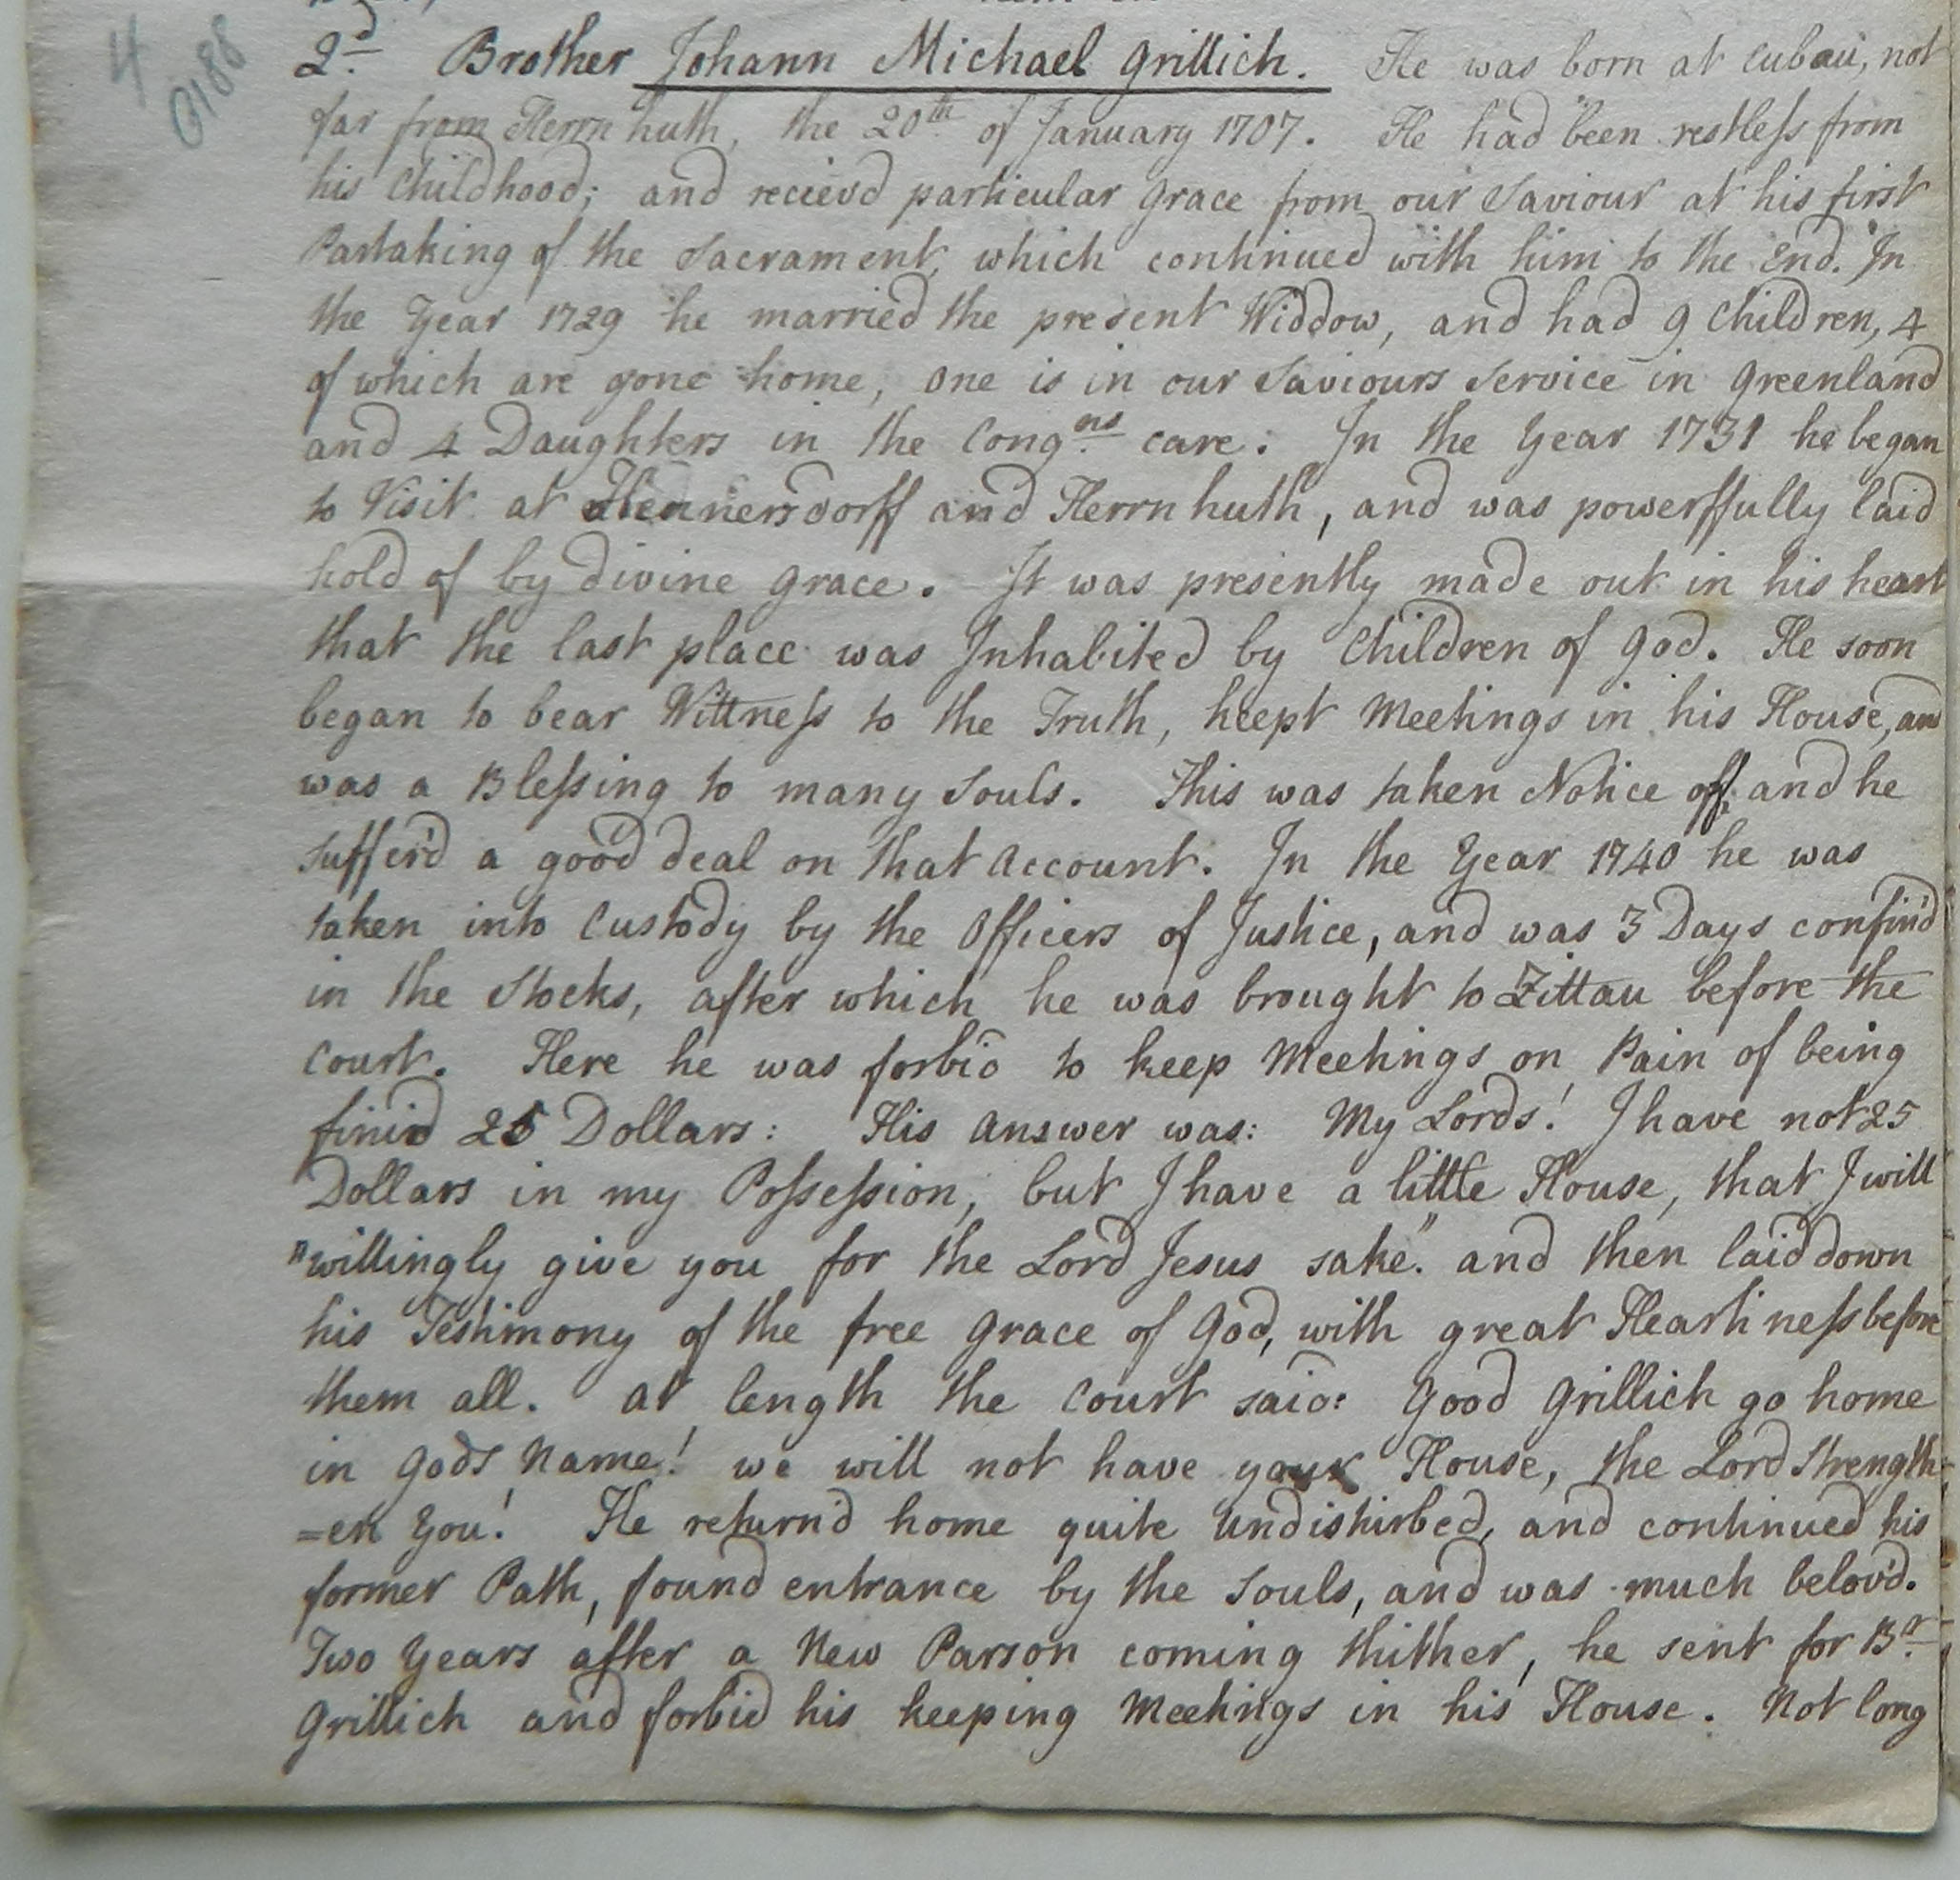 4
G188
2d. Brother Johann Michael Grillich. He was born at Cubau, not
far from Herrnhuth, the 20th of January 1707. He had been restless from
his Childhood; and recievd particular Grace from our Saviour at his first
Partaking of the Sacrament, which continued with him to the End. In
the Year 1729 he married the present Widdow, and had 9 Children, 4
of which are gone home, one is in our Saviours Service in Greenland
and 4 Daughters in the Congns. care. In the Year 1731 he began
to Visit at Hennersdorff and Herrnhuth, and was powerffully laid
hold of by divine Grace. It was presently made out in his heart
that the last place was Inhabited by Children of God. He soon
began to bear Wittness to the Truth, keept Meetings in his House, and
was a Blessing to many Souls. This was taken Notice off, and he
suffer'd a good deal on that Account. In the Year 1740 he was
taken into Custody by the Officers of Justice, and was 3 Days confin'd
in the Stocks, after which he was brought to Zittau before the
Court. Here he was forbid to keep Meetings on Pain of being
fin'd 25 Dollars: His Answer was: My Lords! I have not 25
Dollars in my Possession, but I have a little House, that I will
"willingly give you for the Lord Jesus sake." and then laid down
his Testimony of the free Grace of God, with great Heartiness before
them all. At length the Court said: Good Grillich go home
in Gods Name! we will not have your House, the Lord Strength-
=en You! He return'd home quite Undisturbed, and continued his
former Path, found entrance by the Souls, and was much belov'd.
Two Years after a New Parson coming thither, he sent for Br.
Grillich and forbid his keeping Meetings in his House. Not long